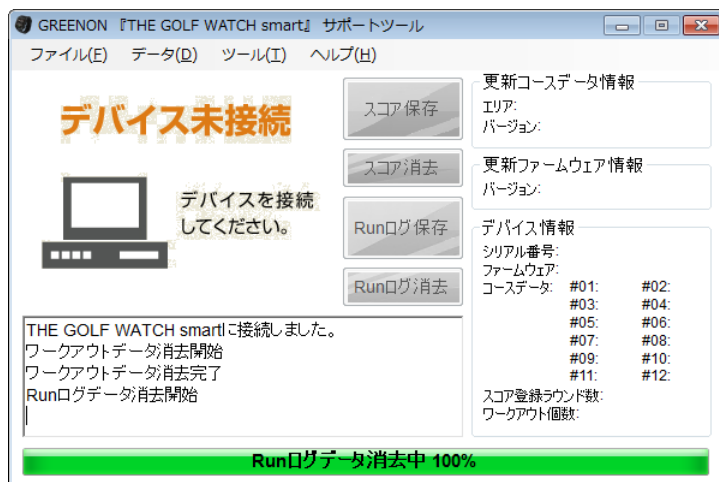 GREENON 『THE GOLF WATCH smart』 サポートツール
ファイル(F) データ(D) ツール(T) ヘルプ(H)
デバイス未接続
デバイスを接続
してください。
スコア保存
スコア消去
Runログ保存
Runログ消去
更新コースデータ情報
エリア:
バージョン:
更新ファームウェア情報
バージョン:
デバイス情報
シリアル番号:
ファームウェア:
コースデータ: #01: #02:
#03: #04:
#05: #06:
#07: #08:
#09: #10:
#11: #12:
スコア登録ラウンド数:
ワークアウト個数:
THE GOLF WATCH smartに接続しました。
ワークアウトデータ消去開始
ワークアウトデータ消去完了
Runログデータ消去開始
Runログデータ消去中 100%